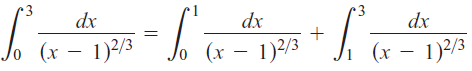 ∫₀³ dx/(x − 1)^{2/3} = ∫₀¹ dx/(x − 1)^{2/3} + ∫₁³ dx/(x − 1)^{2/3}